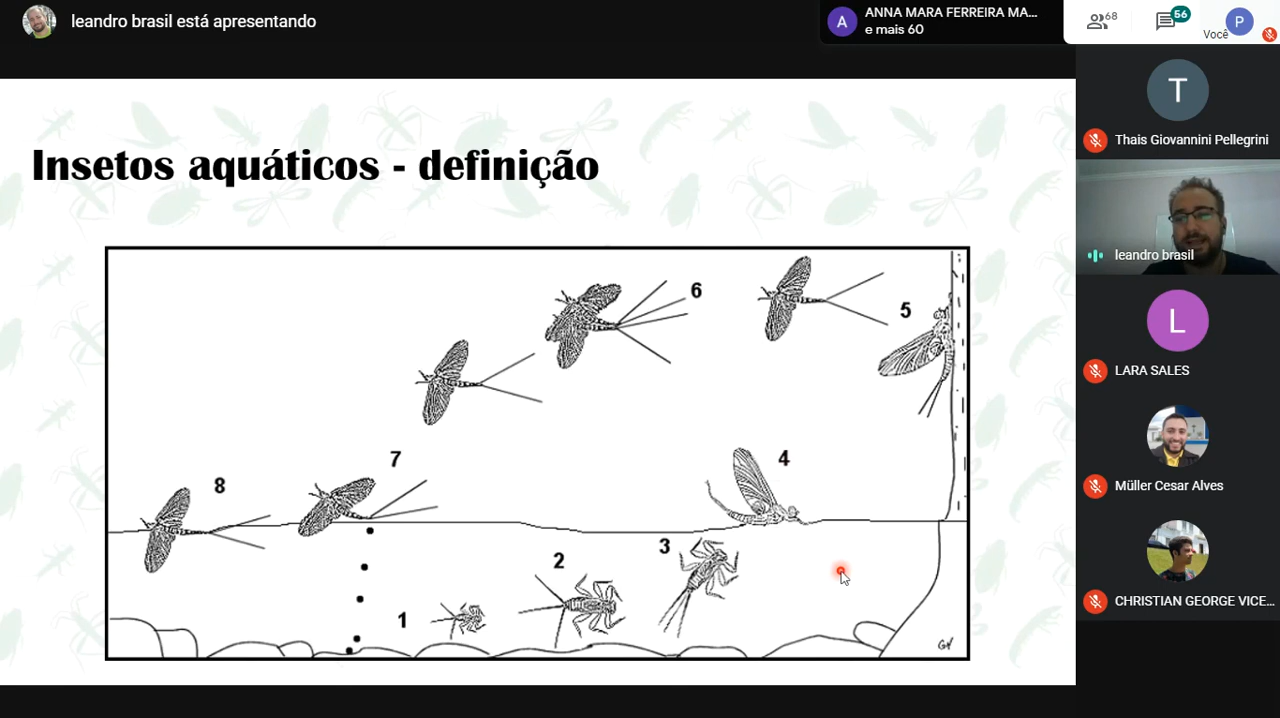 leandro brasil está apresentando
A
ANNA MARA FERREIRA MA...
e mais 60
68
56
Você
P
Insetos aquáticos - definição
6
5
7
4
8
3
2
1
GV
T
Thais Giovannini Pellegrini
leandro brasil
L
LARA SALES
Müller Cesar Alves
CHRISTIAN GEORGE VICE...